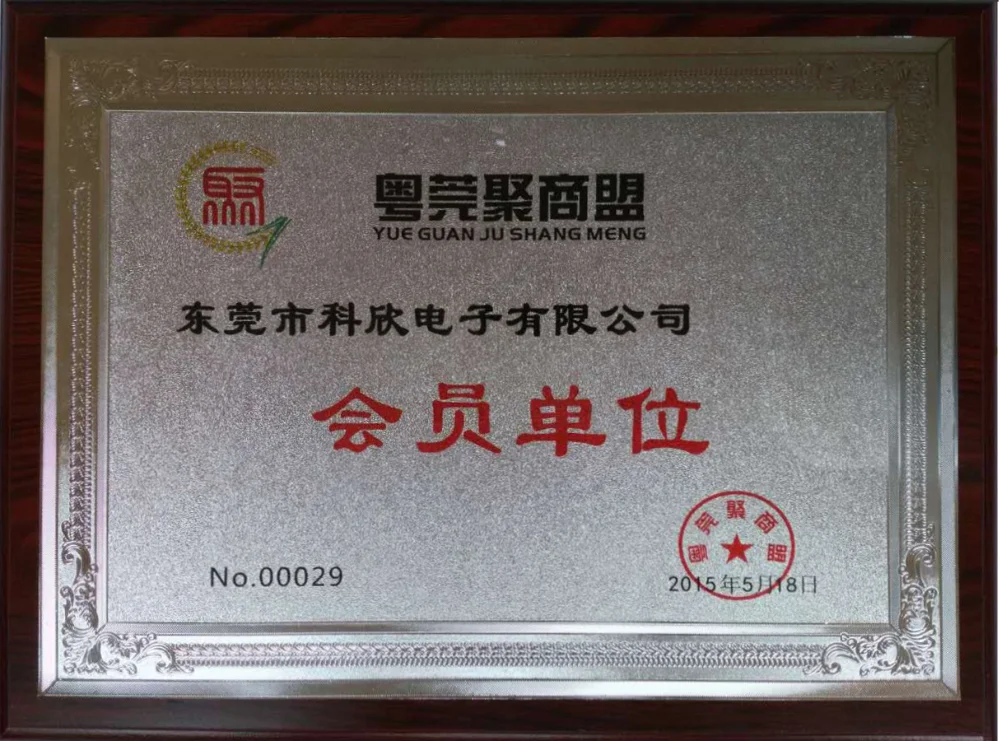 聚
粤莞聚商盟
YUE GUAN JU SHANG MENG
东莞市科欣电子有限公司
会员单位
粤莞聚商盟
No.00029
2015年5月18日